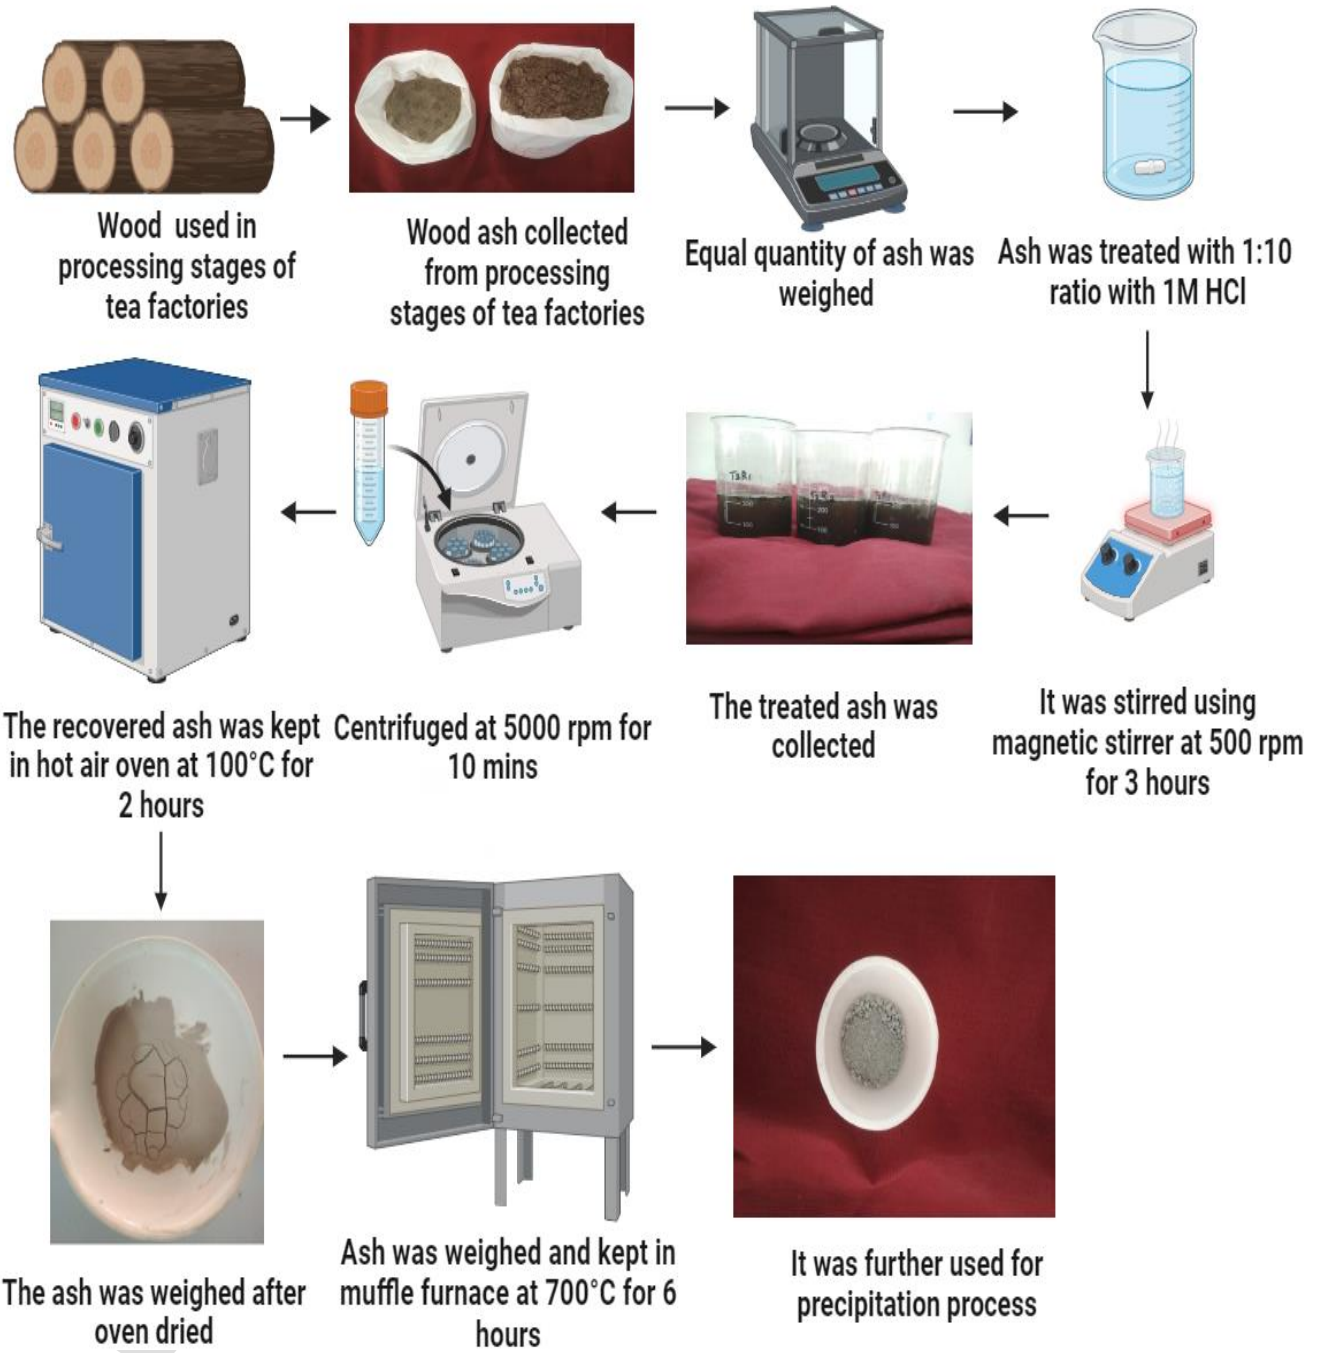 Wood used in
processing stages of
tea factories
Wood ash collected
from processing
stages of tea factories
Equal quantity of ash was
weighed
Ash was treated with 1:10
ratio with 1M HCl
It was stirred using
magnetic stirrer at 500 rpm
for 3 hours
The treated ash was
collected
Centrifuged at 5000 rpm for
10 mins
The recovered ash was kept
in hot air oven at 100°C for
2 hours
The ash was weighed after
oven dried
Ash was weighed and kept in
muffle furnace at 700°C for 6
hours
It was further used for
precipitation process